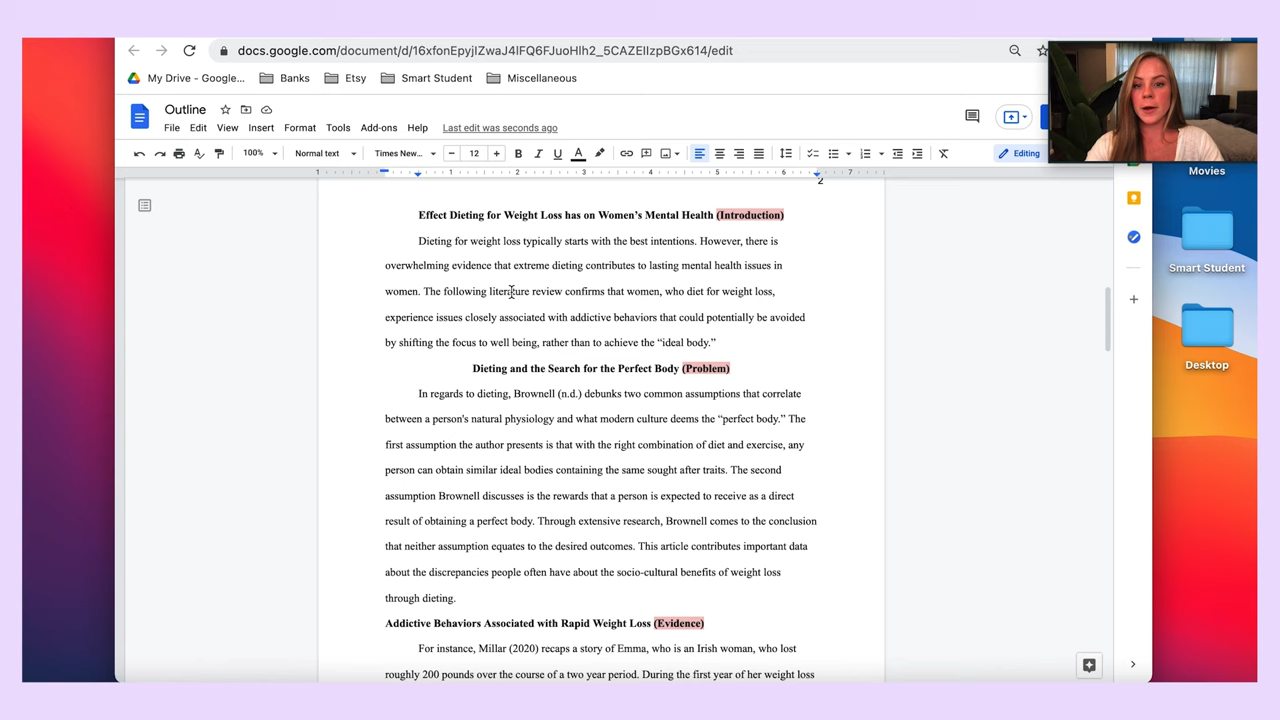 docs.google.com/document/d/16xfonEpyjIZwaJ4lFQ6FJuoHlh2_5CAZEllzpBGx614/edit
My Drive - Google...
Banks
Etsy
Smart Student
Miscellaneous
Outline
File Edit View Insert Format Tools Add-ons Help Last edit was seconds ago
100% Normal text Times New... 12 B I U A Editing
1 1 2 3 4 5 6 7
2
Effect Dieting for Weight Loss has on Women’s Mental Health (Introduction)
Dieting for weight loss typically starts with the best intentions. However, there is
overwhelming evidence that extreme dieting contributes to lasting mental health issues in
women. The following literature review confirms that women, who diet for weight loss,
experience issues closely associated with addictive behaviors that could potentially be avoided
by shifting the focus to well being, rather than to achieve the “ideal body.”
Dieting and the Search for the Perfect Body (Problem)
In regards to dieting, Brownell (n.d.) debunks two common assumptions that correlate
between a person's natural physiology and what modern culture deems the “perfect body.” The
first assumption the author presents is that with the right combination of diet and exercise, any
person can obtain similar ideal bodies containing the same sought after traits. The second
assumption Brownell discusses is the rewards that a person is expected to receive as a direct
result of obtaining a perfect body. Through extensive research, Brownell comes to the conclusion
that neither assumption equates to the desired outcomes. This article contributes important data
about the discrepancies people often have about the socio-cultural benefits of weight loss
through dieting.
Addictive Behaviors Associated with Rapid Weight Loss (Evidence)
For instance, Millar (2020) recaps a story of Emma, who is an Irish woman, who lost
roughly 200 pounds over the course of a two year period. During the first year of her weight loss
Movies
Smart Student
Desktop